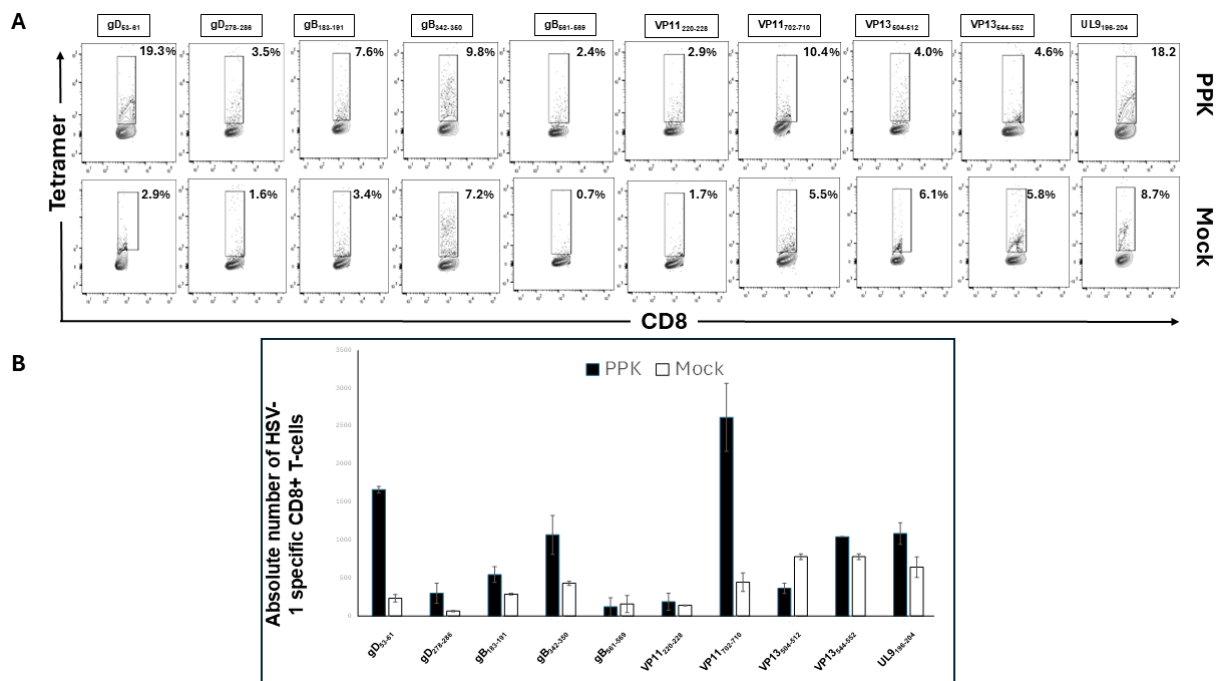 A
gD53-61 gD278-286 gB183-191 gB342-350 gB561-569 VP11220-228 VP11702-710 VP13504-512 VP13544-552 UL9196-204
19.3% 3.5% 7.6% 9.8% 2.4% 2.9% 10.4% 4.0% 4.6% 18.2
PPK
Tetramer
2.9% 1.6% 3.4% 7.2% 0.7% 1.7% 5.5% 6.1% 5.8% 8.7%
Mock
CD8
B
PPK Mock
Absolute number of HSV-
1 specific CD8+ T-cells
3500
3000
2500
2000
1500
1000
500
0
gD53-61 gD278-286 gB183-191 gB342-350 gB561-569 VP11220-228 VP11702-710 VP13504-512 VP13544-552 UL9196-204